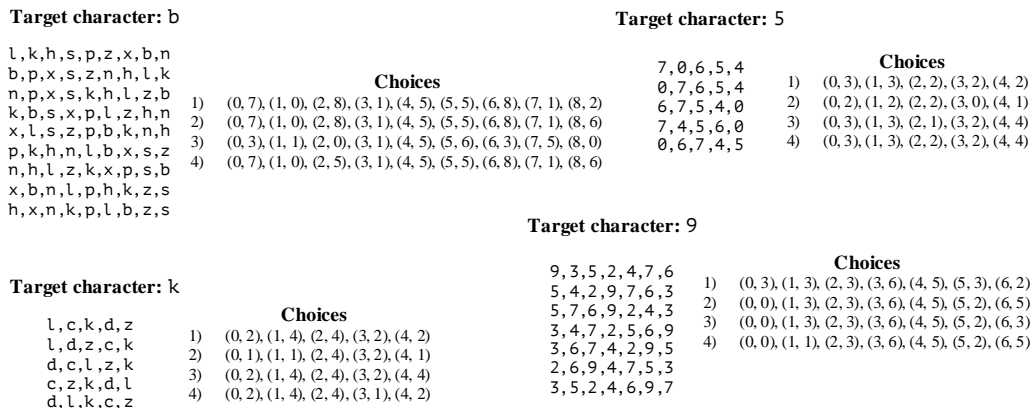 Target character: b
l,k,h,s,p,z,x,b,n
b,p,x,s,z,n,h,l,k
n,p,x,s,k,h,l,z,b
k,b,s,x,p,l,z,h,n
x,l,s,z,p,b,k,n,h
p,k,h,n,l,b,x,s,z
n,h,l,z,k,x,p,s,b
x,b,n,l,p,h,k,z,s
h,x,n,k,p,l,b,z,s
Choices
1) (0, 7), (1, 0), (2, 8), (3, 1), (4, 5), (5, 5), (6, 8), (7, 1), (8, 2)
2) (0, 7), (1, 0), (2, 8), (3, 1), (4, 5), (5, 5), (6, 8), (7, 1), (8, 6)
3) (0, 3), (1, 1), (2, 0), (3, 1), (4, 5), (5, 6), (6, 3), (7, 5), (8, 0)
4) (0, 7), (1, 0), (2, 5), (3, 1), (4, 5), (5, 5), (6, 8), (7, 1), (8, 6)
Target character: 5
7,0,6,5,4
0,7,6,5,4
6,7,5,4,0
7,4,5,6,0
0,6,7,4,5
Choices
1) (0, 3), (1, 3), (2, 2), (3, 2), (4, 2)
2) (0, 2), (1, 2), (2, 2), (3, 0), (4, 1)
3) (0, 3), (1, 3), (2, 1), (3, 2), (4, 4)
4) (0, 3), (1, 3), (2, 2), (3, 2), (4, 4)
Target character: k
l,c,k,d,z
l,d,z,c,k
d,c,l,z,k
c,z,k,d,l
d,l,k,c,z
Choices
1) (0, 2), (1, 4), (2, 4), (3, 2), (4, 2)
2) (0, 1), (1, 1), (2, 4), (3, 2), (4, 1)
3) (0, 2), (1, 4), (2, 4), (3, 2), (4, 4)
4) (0, 2), (1, 4), (2, 4), (3, 1), (4, 2)
Target character: 9
9,3,5,2,4,7,6
5,4,2,9,7,6,3
5,7,6,9,2,4,3
3,4,7,2,5,6,9
3,6,7,4,2,9,5
2,6,9,4,7,5,3
3,5,2,4,6,9,7
Choices
1) (0, 3), (1, 3), (2, 3), (3, 6), (4, 5), (5, 3), (6, 2)
2) (0, 0), (1, 3), (2, 3), (3, 6), (4, 5), (5, 2), (6, 5)
3) (0, 0), (1, 3), (2, 3), (3, 6), (4, 5), (5, 2), (6, 3)
4) (0, 0), (1, 1), (2, 3), (3, 6), (4, 5), (5, 2), (6, 5)